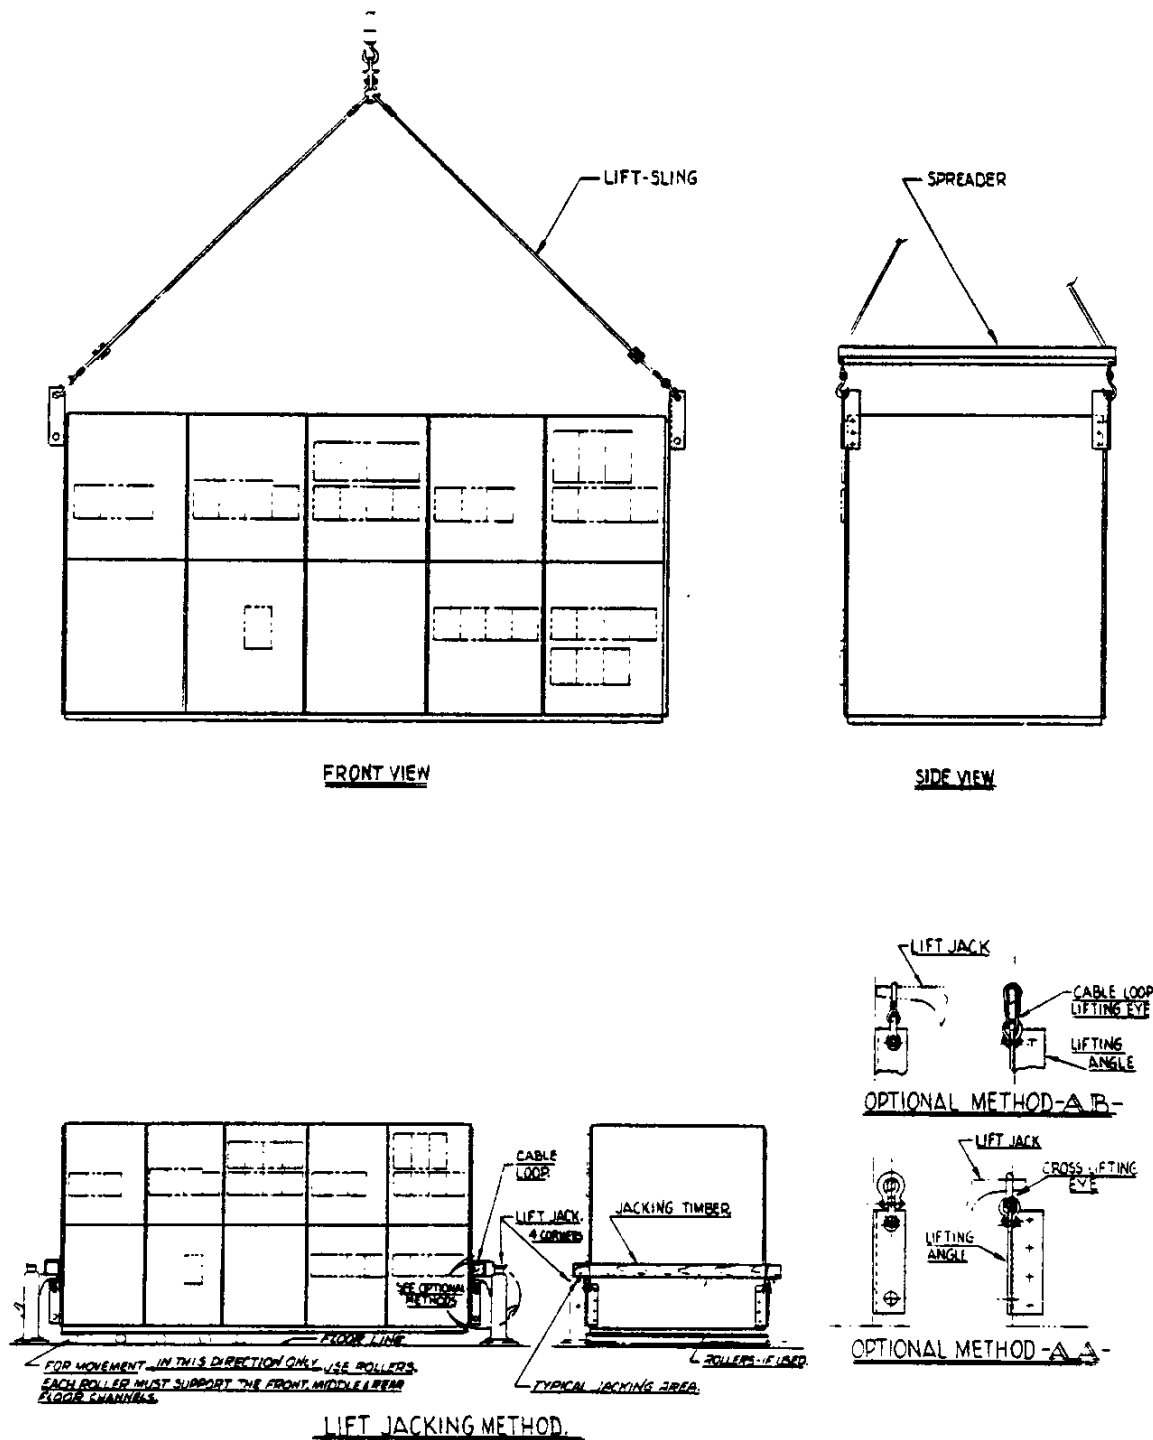 LIFT-SLING
SPREADER
FRONT VIEW
SIDE VIEW
LIFT JACK
CABLE LOOP
LIFTING EYE
LIFTING
ANGLE
OPTIONAL METHOD-A B-
LIFT JACK
CROSS LIFTING
EYE
LIFTING
ANGLE
OPTIONAL METHOD-A A-
CABLE
LOOP
LIFT JACK.
4 CORNERS
SEE OPTIONAL
METHODS
JACKING TIMBER
FLOOR LINE
FOR MOVEMENT IN THIS DIRECTION ONLY USE ROLLERS.
EACH ROLLER MUST SUPPORT THE FRONT, MIDDLE & REAR
FLOOR CHANNELS.
ROLLERS-IF USED.
TYPICAL JACKING AREA.
LIFT JACKING METHOD.